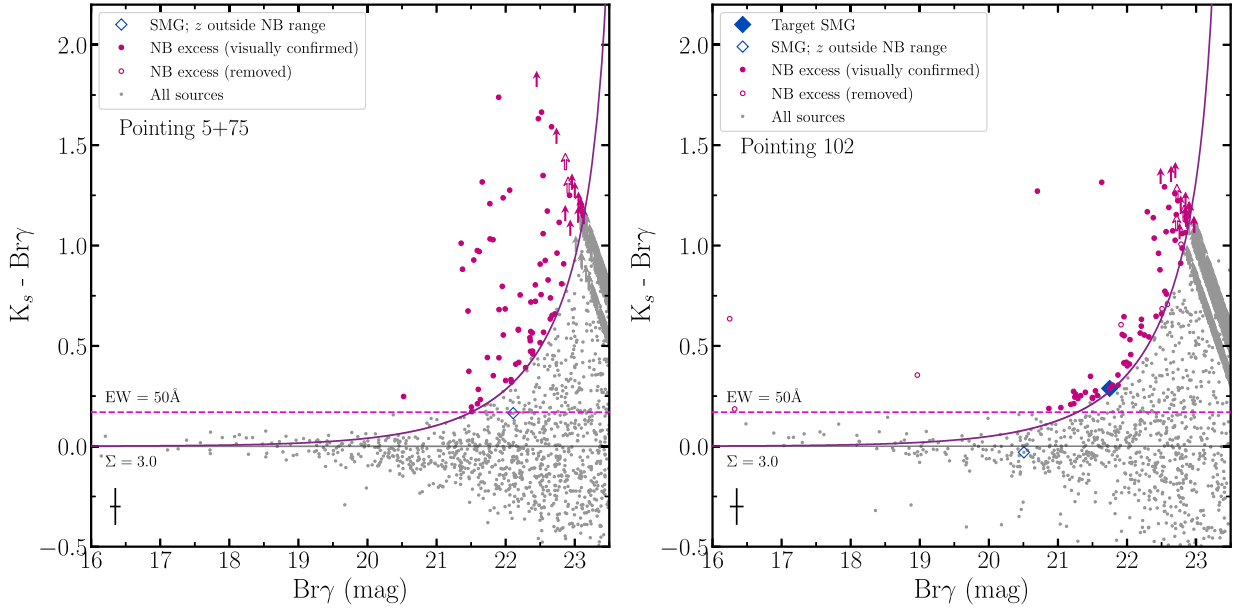 SMG; z outside NB range
NB excess (visually confirmed)
NB excess (removed)
All sources
Pointing 5+75
EW = 50Å
Σ = 3.0
2.0
1.5
1.0
0.5
0.0
−0.5
K_s - Brγ
16 17 18 19 20 21 22 23
Brγ (mag)
Target SMG
SMG; z outside NB range
NB excess (visually confirmed)
NB excess (removed)
All sources
Pointing 102
EW = 50Å
Σ = 3.0
2.0
1.5
1.0
0.5
0.0
−0.5
K_s - Brγ
16 17 18 19 20 21 22 23
Brγ (mag)